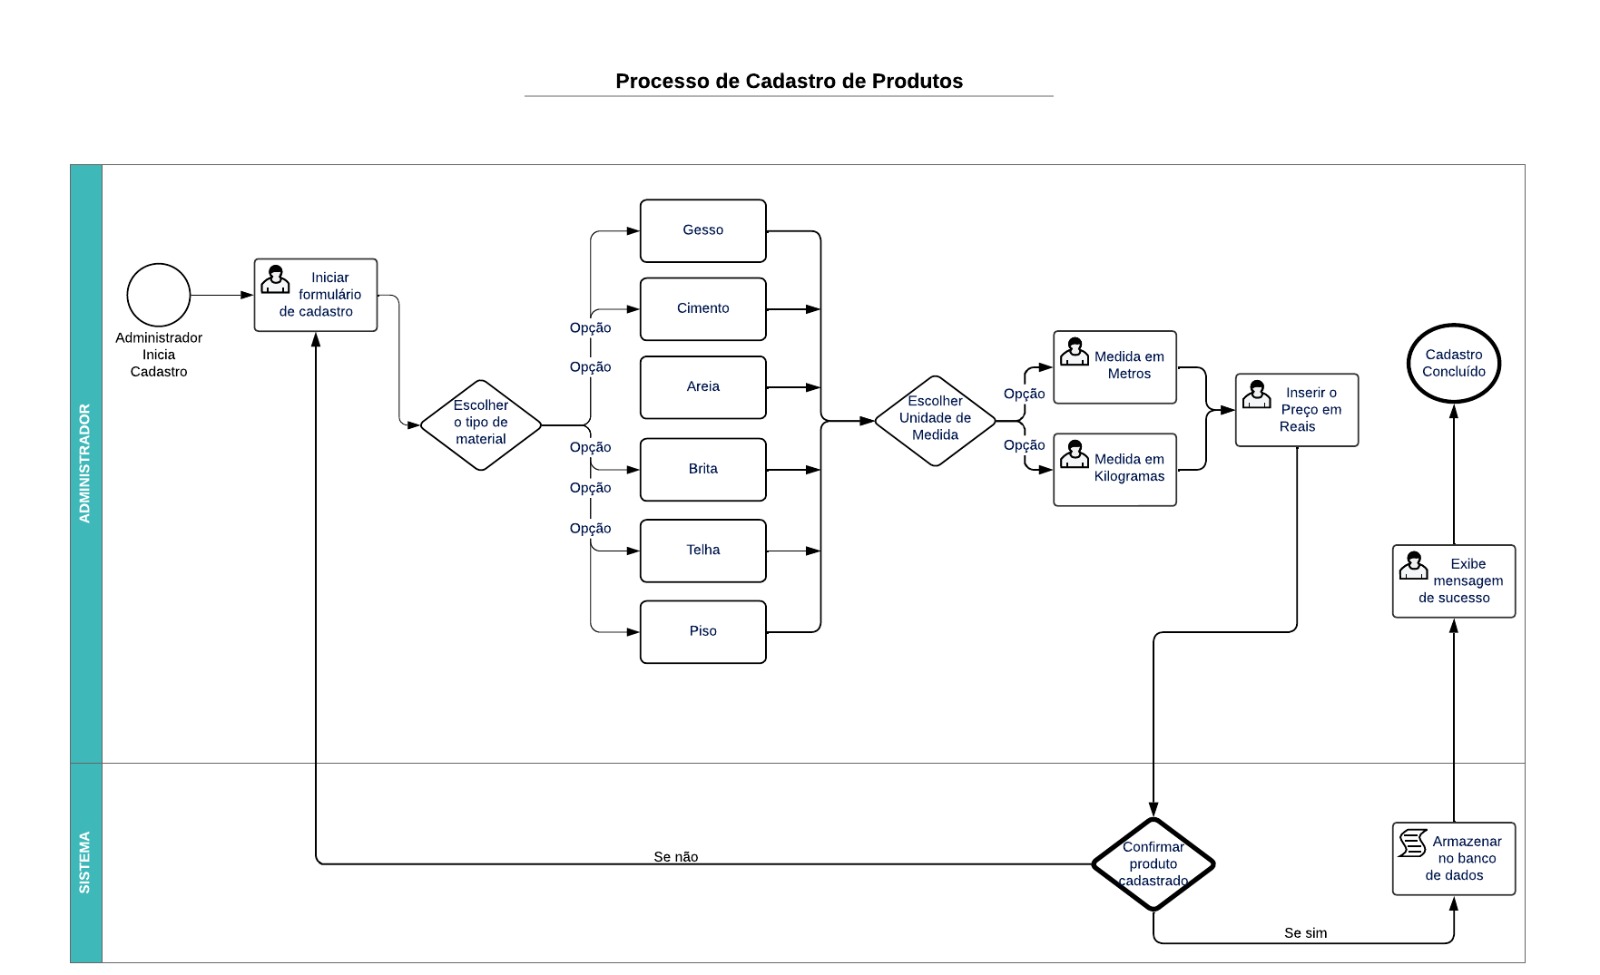 Processo de Cadastro de Produtos
ADMINISTRADOR
Administrador
Inicia
Cadastro
Iniciar
formulário
de cadastro
Escolher
o tipo de
material
Opção
Opção
Opção
Opção
Opção
Gesso
Cimento
Areia
Brita
Telha
Piso
Escolher
Unidade de
Medida
Opção
Opção
Medida em
Metros
Medida em
Kilogramas
Inserir o
Preço em
Reais
Cadastro
Concluído
Exibe
mensagem
de sucesso
SISTEMA
Se não
Confirmar
produto
cadastrado
Se sim
Armazenar
no banco
de dados